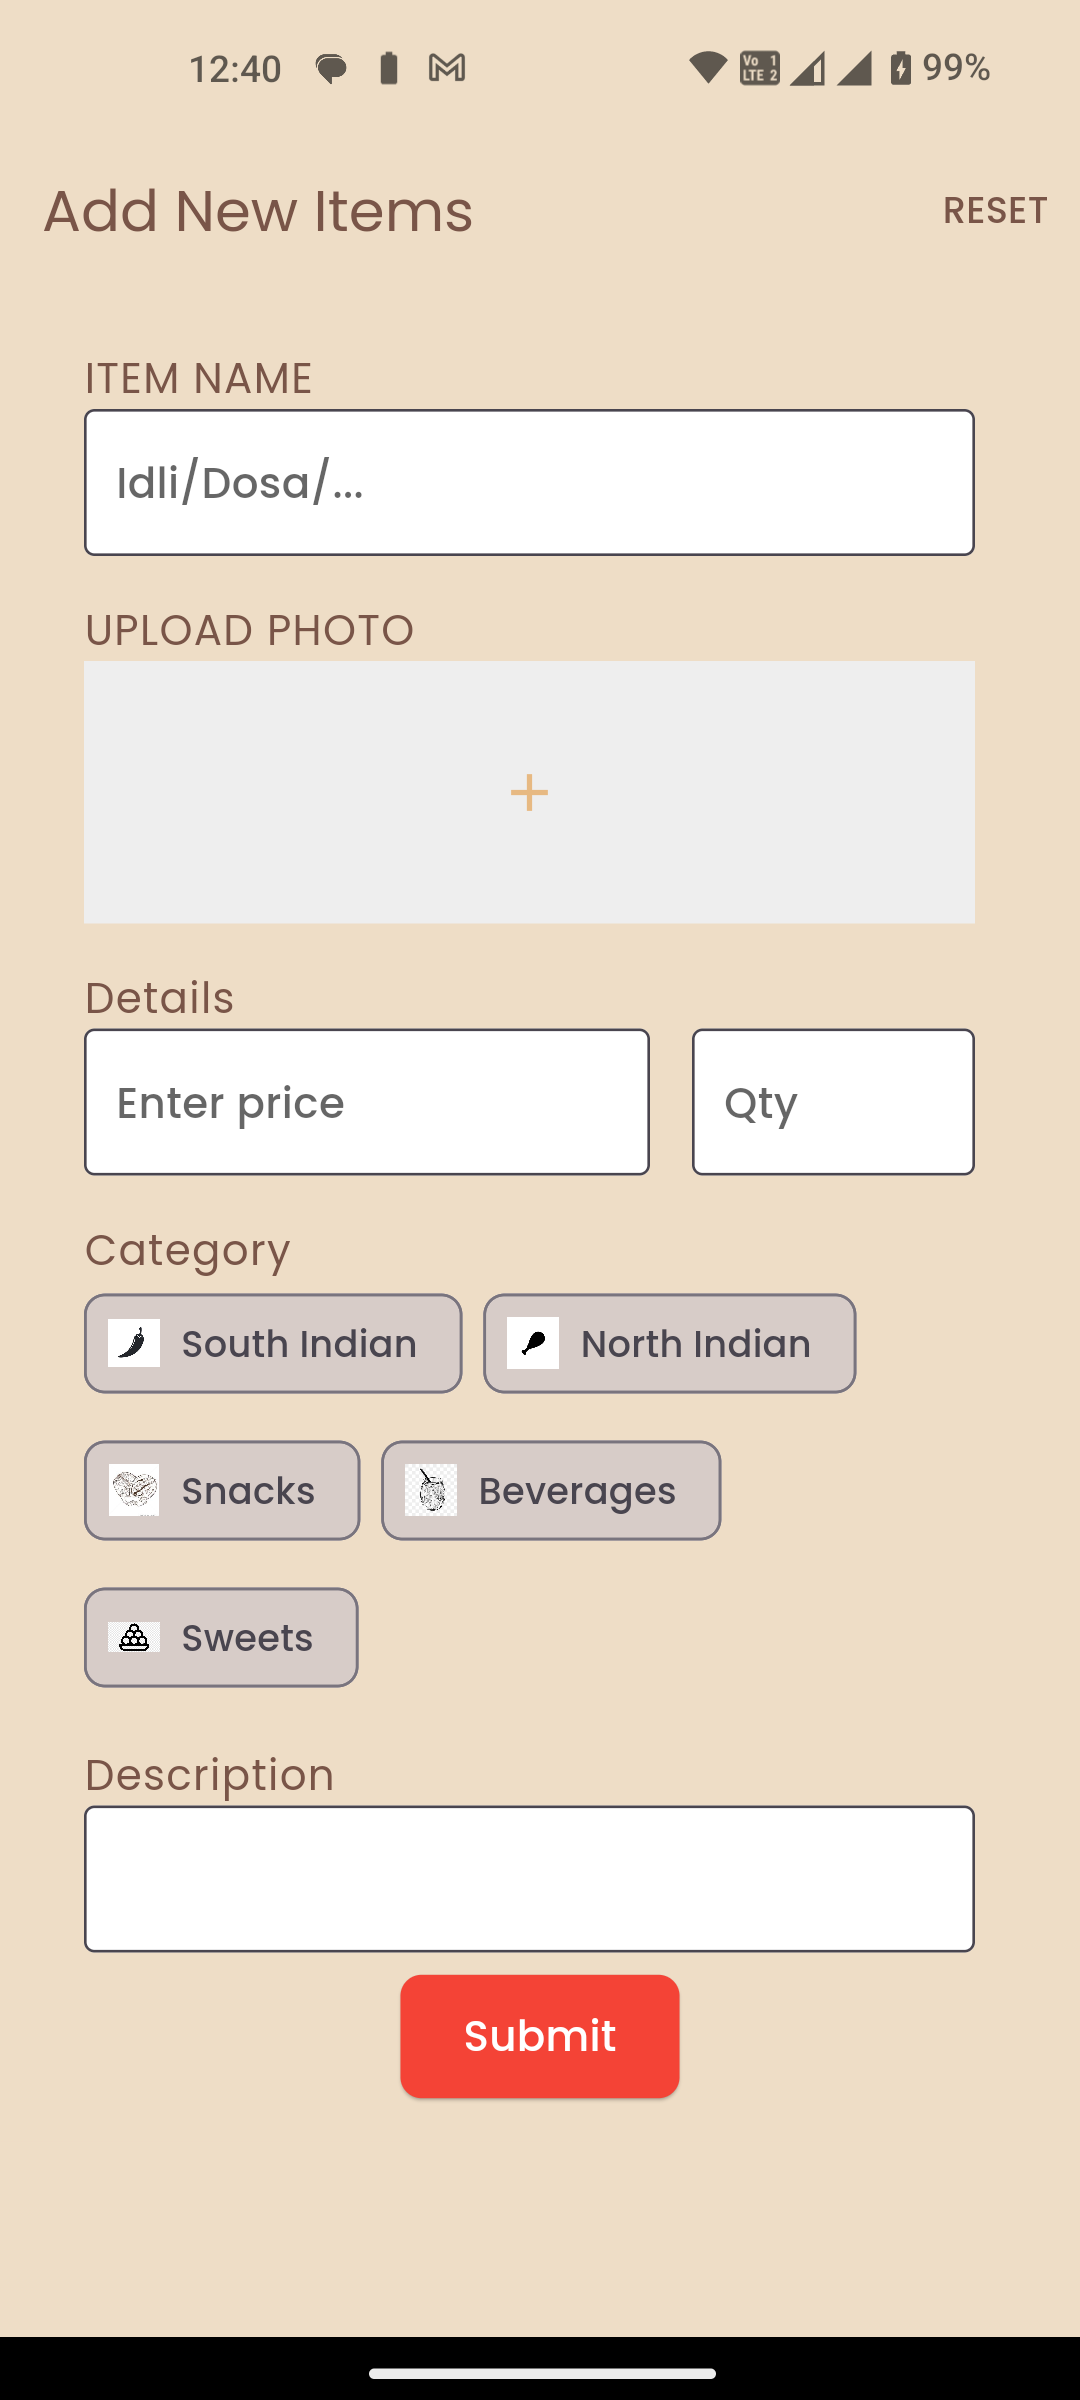 12:40 Vo 1 LTE 2 99%
Add New Items RESET
ITEM NAME
Idli/Dosa/...
UPLOAD PHOTO
+
Details
Enter price Qty
Category
South Indian North Indian
Snacks Beverages
Sweets
Description
Submit